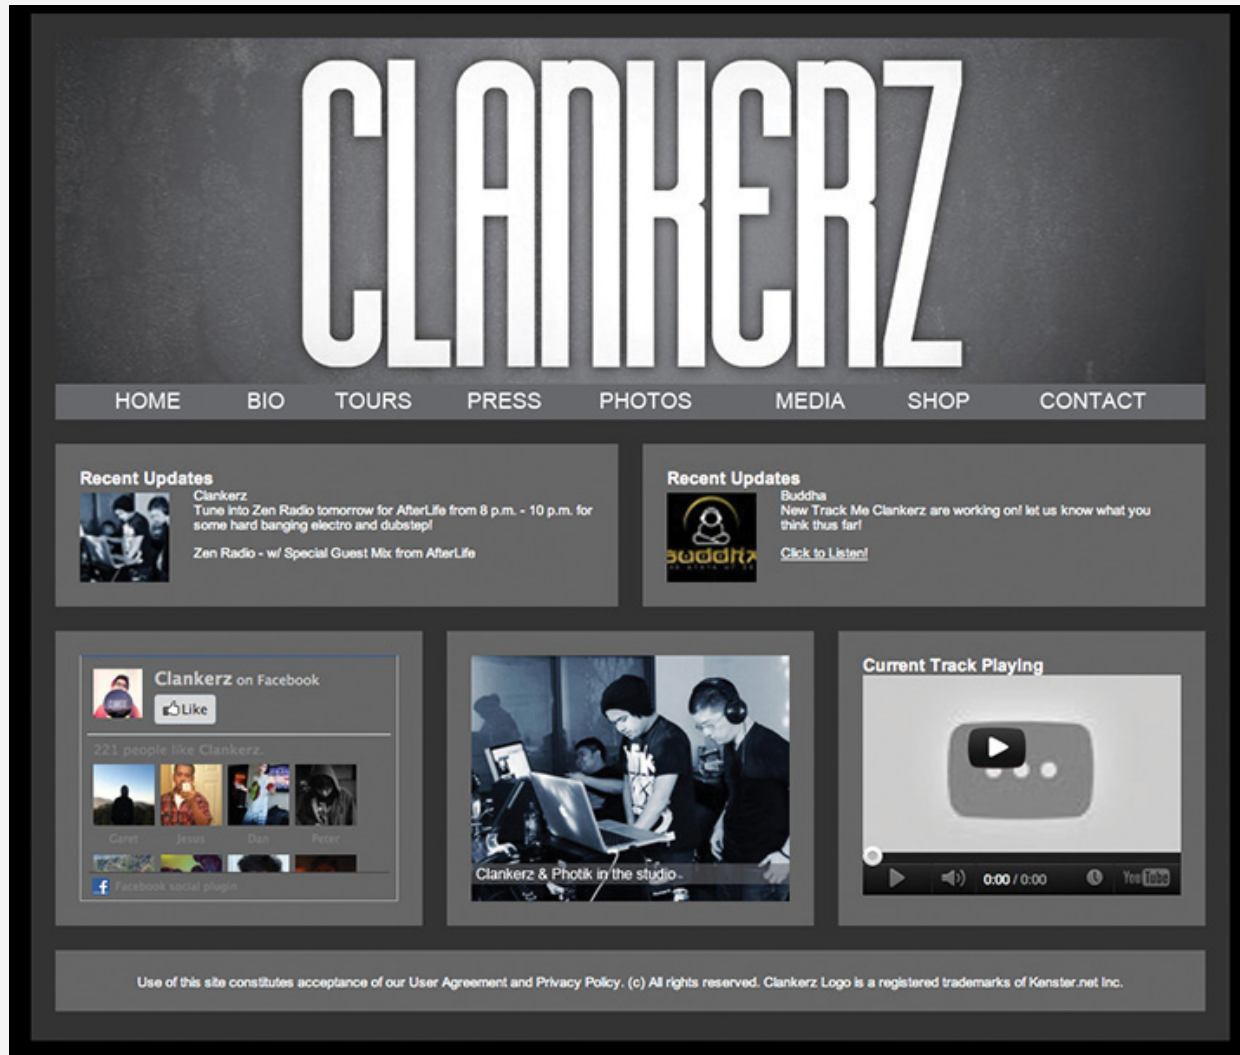 CLANKERZ
HOME BIO TOURS PRESS PHOTOS MEDIA SHOP CONTACT
Recent Updates
Clankerz
Tune into Zen Radio tomorrow for AfterLife from 8 p.m. - 10 p.m. for
some hard banging electro and dubstep!
Zen Radio - w/ Special Guest Mix from AfterLife
Recent Updates
BUDDHA
Buddha
New Track Me Clankerz are working on! let us know what you
think thus far!
Click to Listen!
Clankerz on Facebook
Like
221 people like Clankerz.
Garet Jesus Dan Peter
Facebook social plugin
Clankerz & Photik in the studio
Current Track Playing
0:00 / 0:00
YouTube
Use of this site constitutes acceptance of our User Agreement and Privacy Policy. (c) All rights reserved. Clankerz Logo is a registered trademarks of Kenster.net Inc.